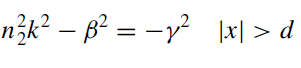 n₂²k² − β² = −γ² |x| > d